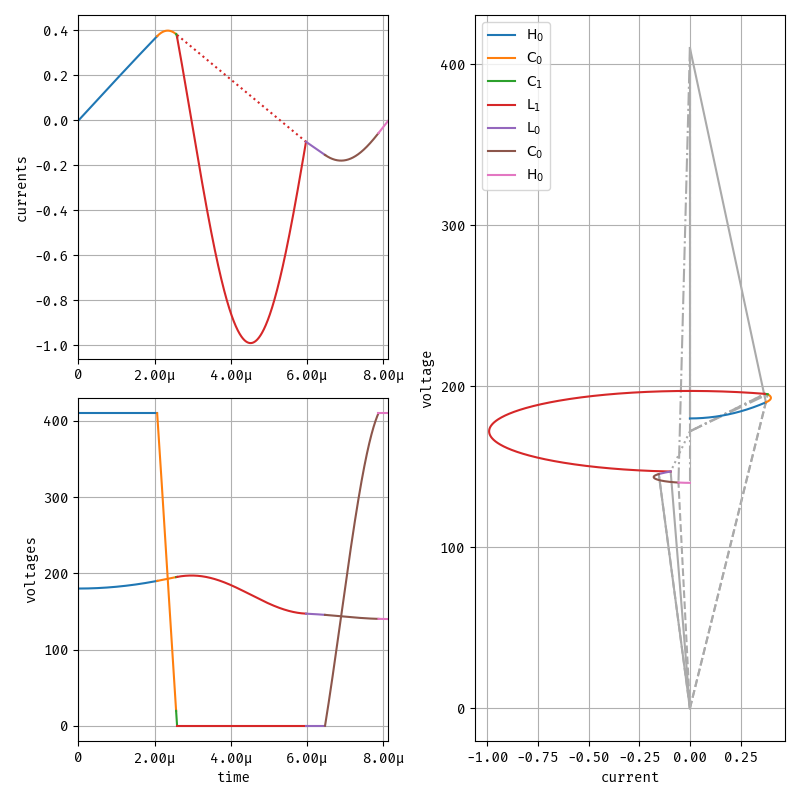 0.4
0.2
0.0
-0.2
-0.4
-0.6
-0.8
-1.0
currents
0
2.00μ
4.00μ
6.00μ
8.00μ
400
300
200
100
0
voltages
0
2.00μ
4.00μ
6.00μ
8.00μ
time
H₀
C₀
C₁
L₁
L₀
C₀
H₀
400
300
200
100
0
voltage
-1.00
-0.75
-0.50
-0.25
0.00
0.25
current